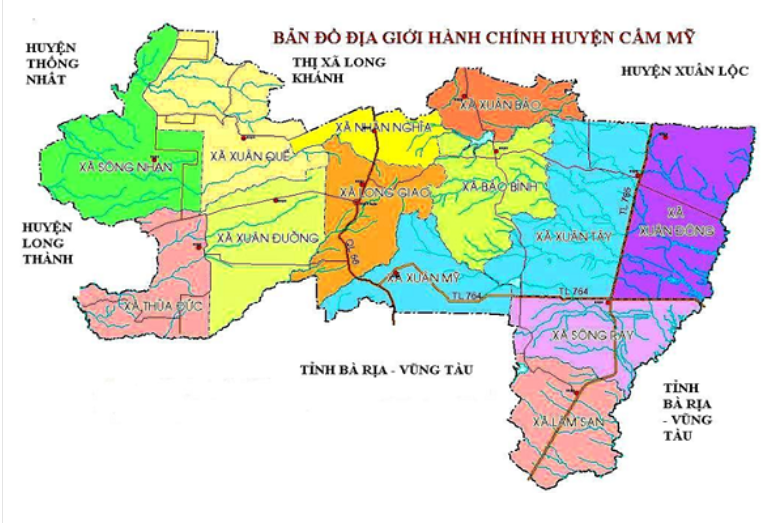 BẢN ĐỒ ĐỊA GIỚI HÀNH CHÍNH HUYỆN CẨM MỸ
HUYỆN
THỐNG
NHẤT
THỊ XÃ LONG
KHÁNH
HUYỆN XUÂN LỘC
XÃ XUÂN BẢO
XÃ NHÂN NGHĨA
XÃ XUÂN QUẾ
XÃ SÔNG NHẠN
XÃ LONG GIAO
XÃ BẢO BÌNH
TL 765
XÃ
XUÂN ĐÔNG
HUYỆN
LONG
THÀNH
XÃ XUÂN ĐƯỜNG
XÃ XUÂN TÂY
QL 56
XÃ XUÂN MỸ
TL 764
TL 764
XÃ THỪA ĐỨC
XÃ SÔNG RAY
TỈNH BÀ RỊA - VŨNG TÀU
TỈNH
BÀ RỊA
- VŨNG
TÀU
XÃ LÂM SAN